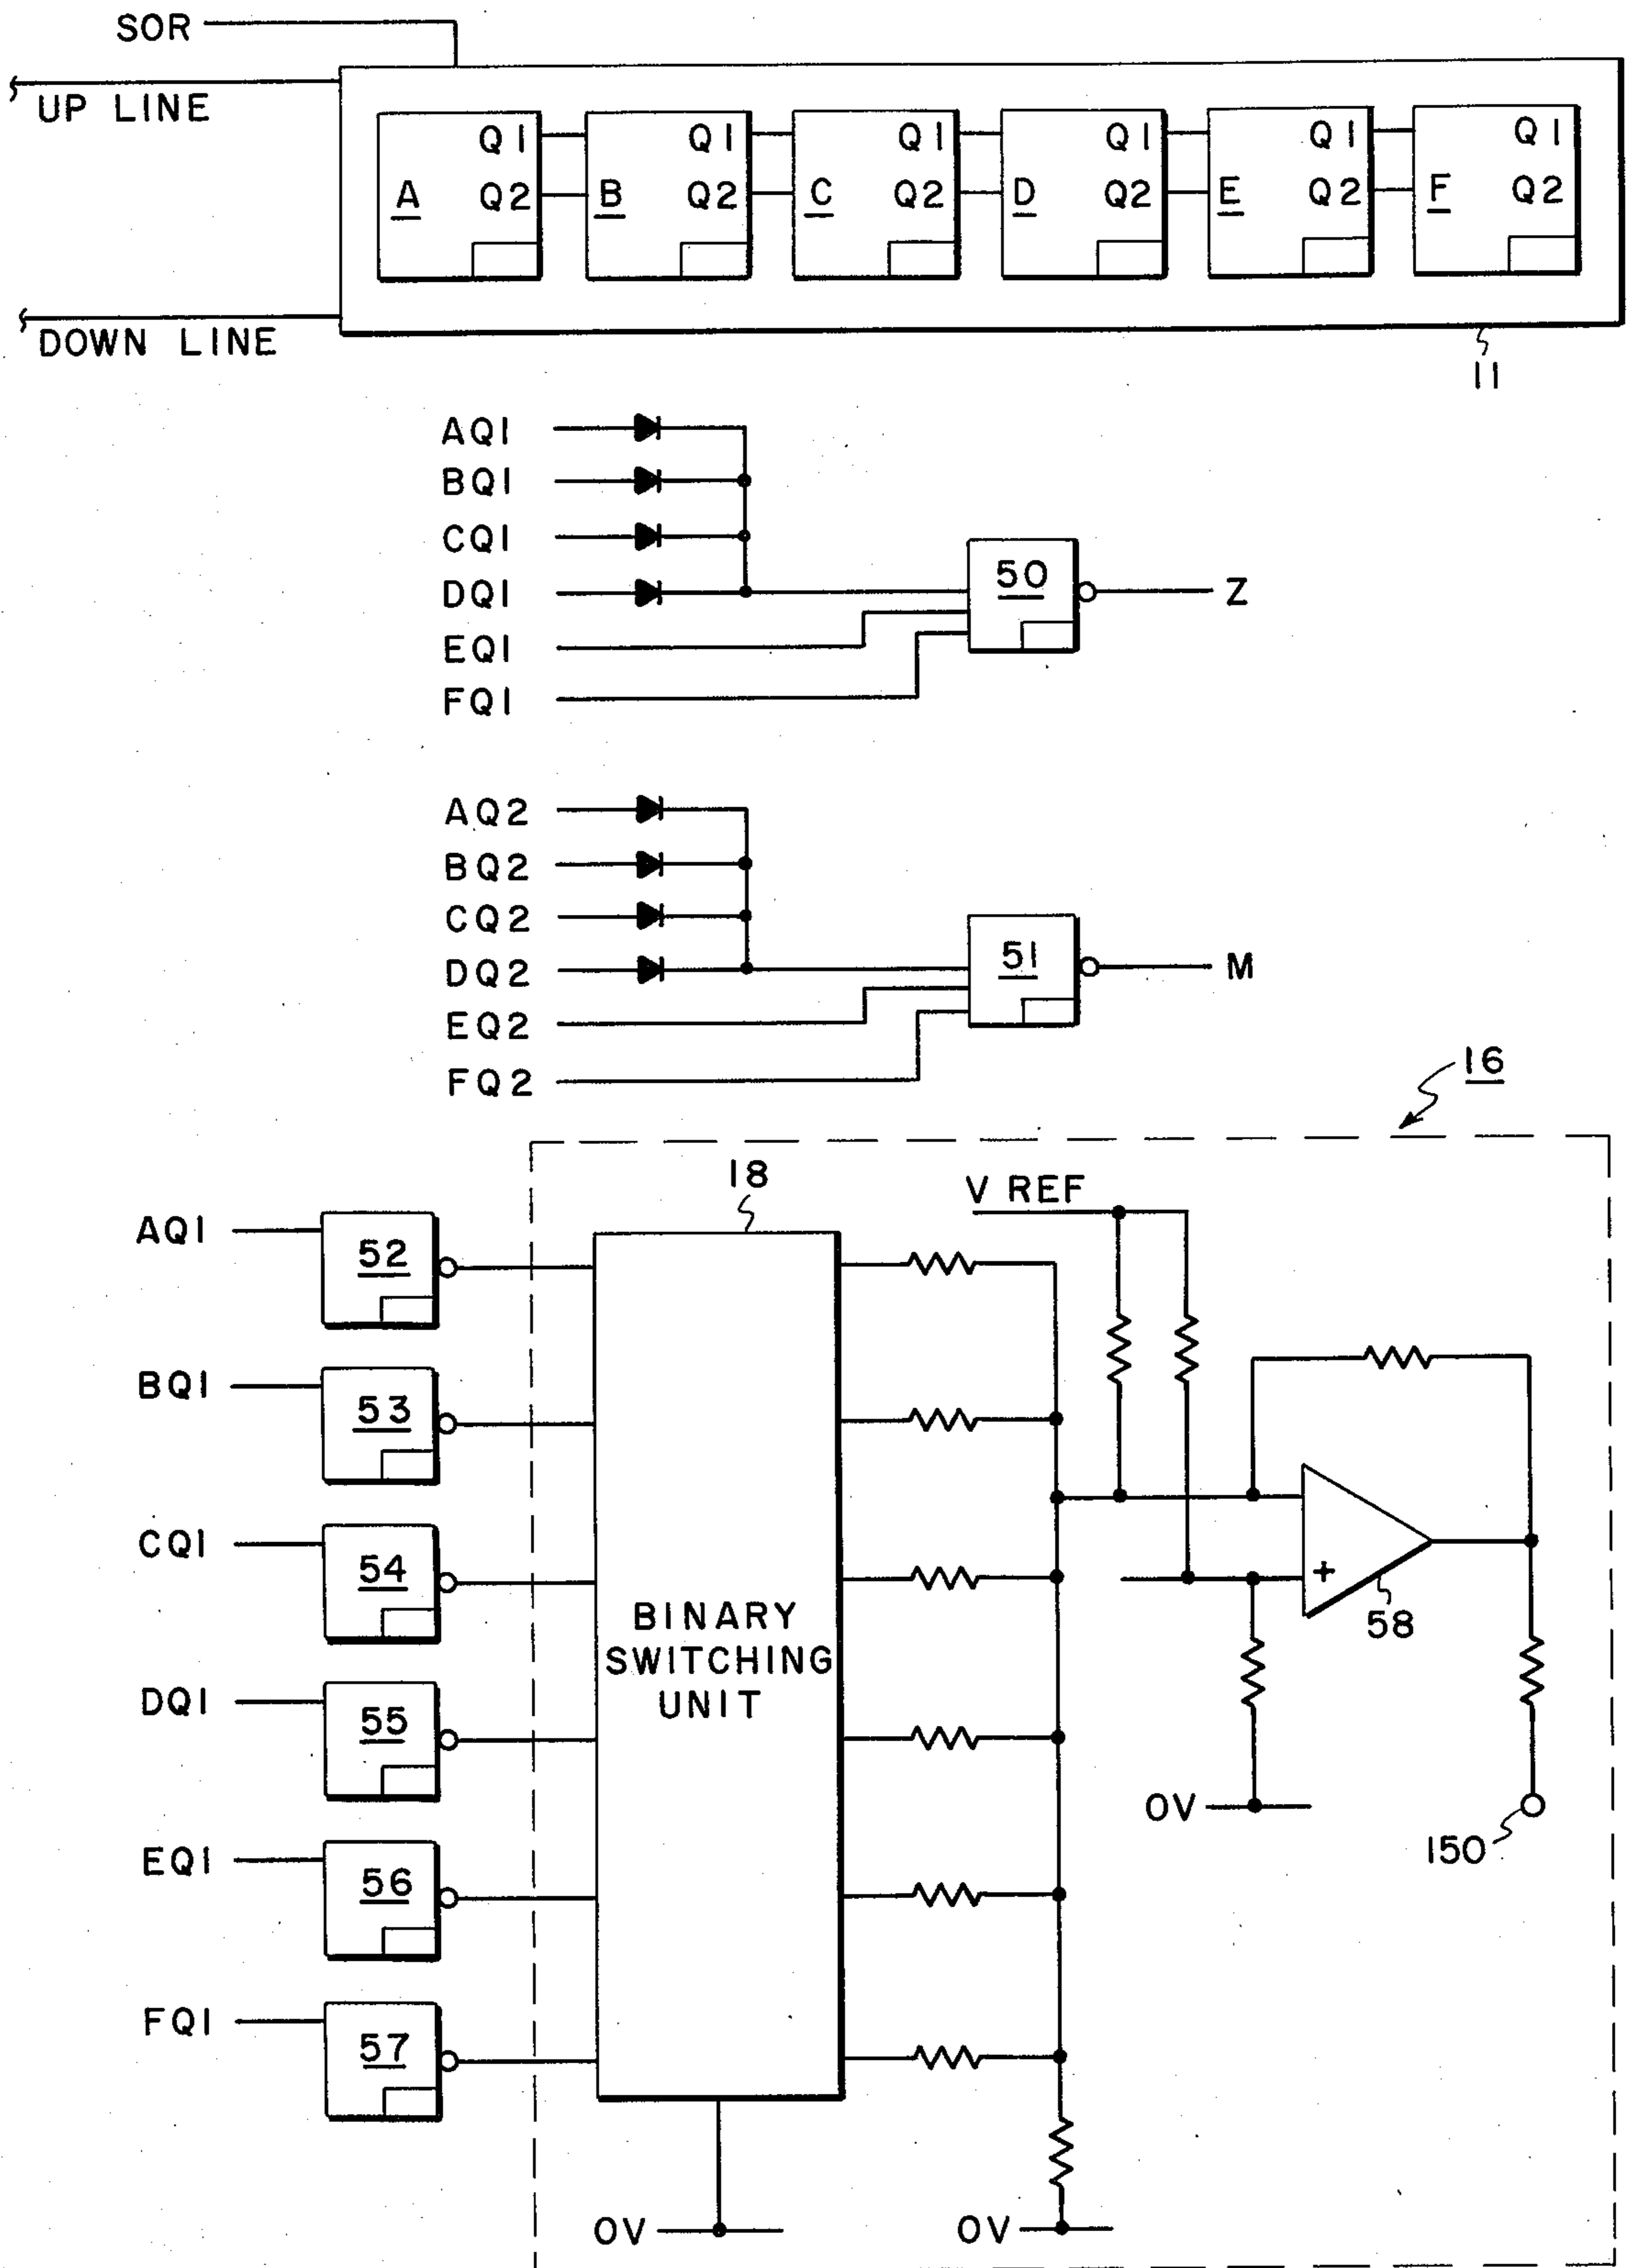 SOR
UP LINE
Q1 Q1 Q1 Q1 Q1 Q1
A Q2 B Q2 C Q2 D Q2 E Q2 F Q2
DOWN LINE
11
AQ1
BQ1
CQ1
DQ1
EQ1
FQ1
50
Z
AQ2
BQ2
CQ2
DQ2
EQ2
FQ2
51
M
16
18
V REF
AQ1
52
BQ1
53
CQ1
54
DQ1
55
EQ1
56
FQ1
57
BINARY
SWITCHING
UNIT
+
58
0V
150
0V
0V